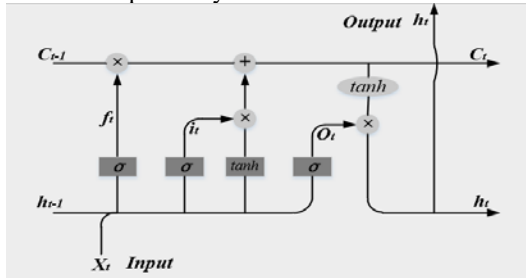 Output ht
Ct-1 × + Ct
tanh
ft it × Ot ×
σ σ tanh σ
ht-1 ht
Xt Input